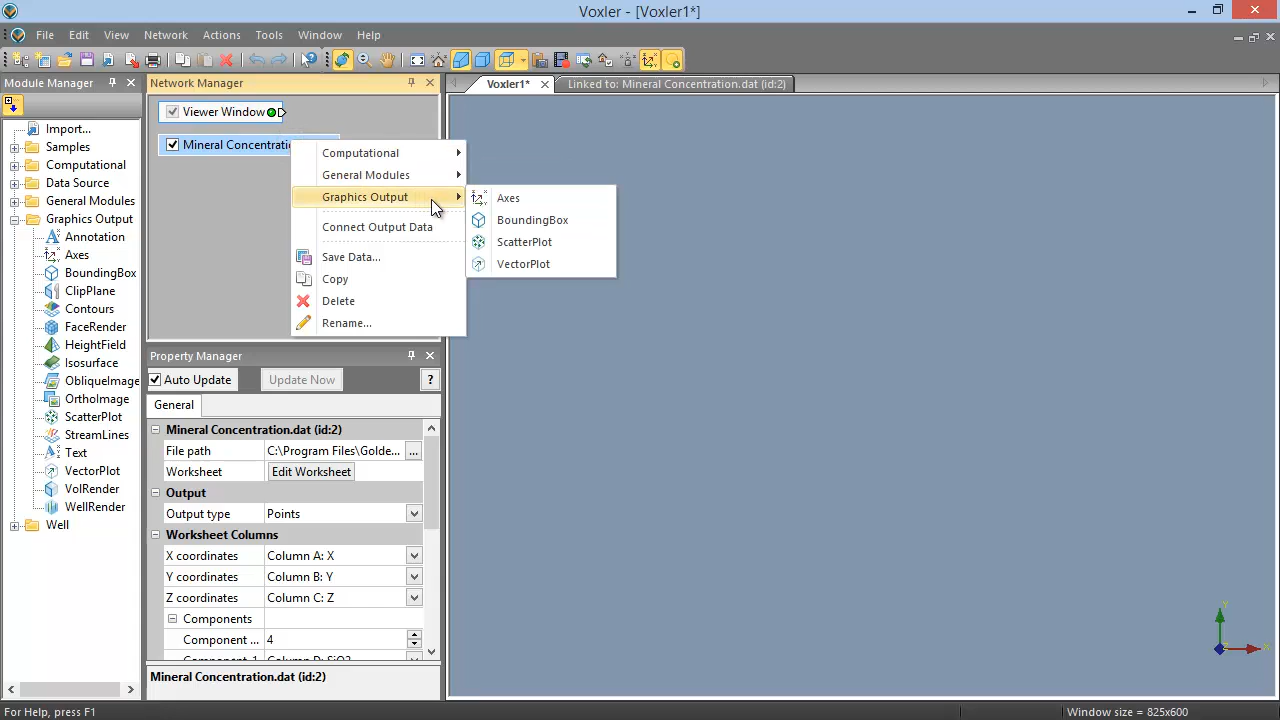 Voxler - [Voxler1*]
File Edit View Network Actions Tools Window Help
Module Manager
Import...
Samples
Computational
Data Source
General Modules
Graphics Output
Annotation
Axes
BoundingBox
ClipPlane
Contours
FaceRender
HeightField
Isosurface
ObliqueImage
OrthoImage
ScatterPlot
StreamLines
Text
VectorPlot
VolRender
WellRender
Well
Network Manager
Viewer Window
Mineral Concentratio
Computational
General Modules
Graphics Output
Connect Output Data
Save Data...
Copy
Delete
Rename...
Axes
BoundingBox
ScatterPlot
VectorPlot
Property Manager
Auto Update Update Now ?
General
Mineral Concentration.dat (id:2)
File path C:\Program Files\Golde... ...
Worksheet Edit Worksheet
Output
Output type Points
Worksheet Columns
X coordinates Column A: X
Y coordinates Column B: Y
Z coordinates Column C: Z
Components
Component ... 4
Component-1 Column D: SiO2
Mineral Concentration.dat (id:2)
Voxler1* Linked to: Mineral Concentration.dat (id:2)
Y
X
For Help, press F1
Window size = 825x600